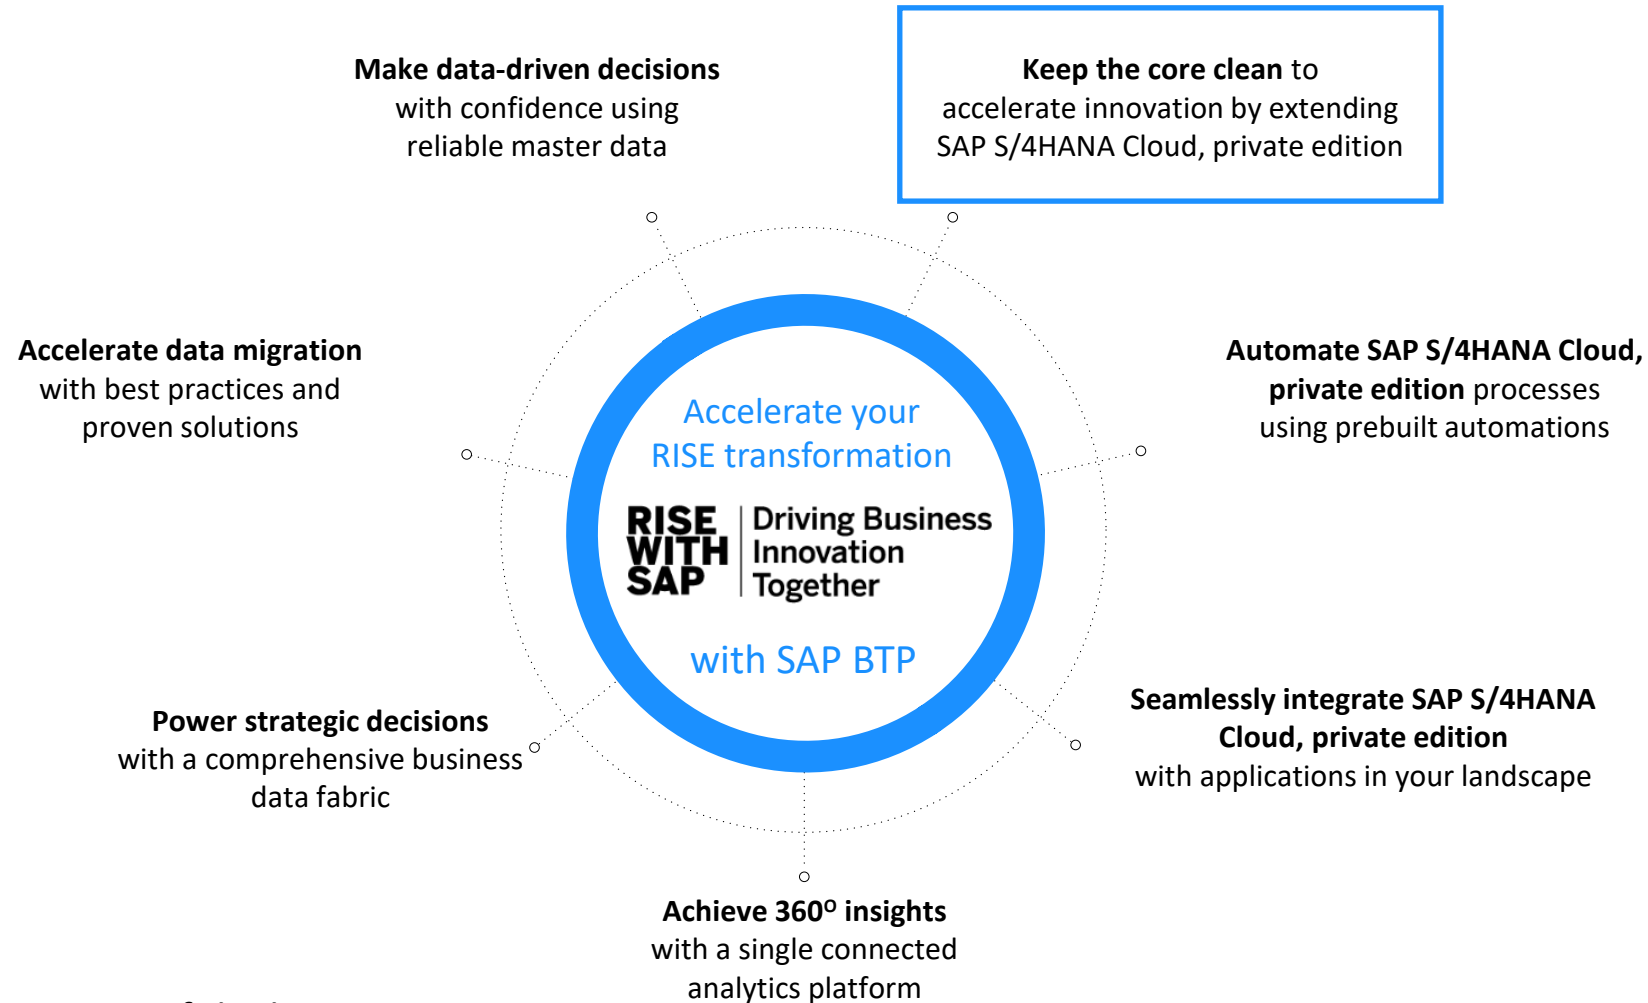 Make data-driven decisions
with confidence using
reliable master data
Keep the core clean to
accelerate innovation by extending
SAP S/4HANA Cloud, private edition
Accelerate data migration
with best practices and
proven solutions
Automate SAP S/4HANA Cloud,
private edition processes
using prebuilt automations
Accelerate your
RISE transformation
RISE
WITH
SAP
Driving Business
Innovation
Together
with SAP BTP
Power strategic decisions
with a comprehensive business
data fabric
Seamlessly integrate SAP S/4HANA
Cloud, private edition
with applications in your landscape
Achieve 360º insights
with a single connected
analytics platform